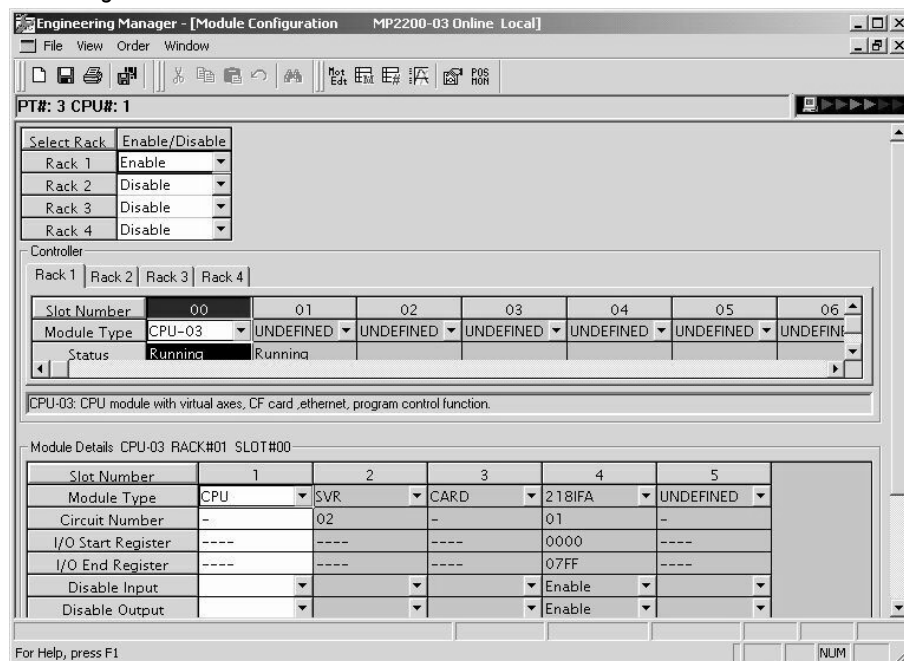 Engineering Manager - [Module Configuration MP2200-03 Online Local]
File View Order Window
Mot Edt POS MON
PT#: 3 CPU#: 1
Select Rack Enable/Disable
Rack 1 Enable
Rack 2 Disable
Rack 3 Disable
Rack 4 Disable
Controller
Rack 1 Rack 2 Rack 3 Rack 4
Slot Number 00 01 02 03 04 05 06
Module Type CPU-03 UNDEFINED UNDEFINED UNDEFINED UNDEFINED UNDEFINED UNDEFINE
Status Running Running
CPU-03: CPU module with virtual axes, CF card ,ethernet, program control function.
Module Details CPU-03 RACK#01 SLOT#00
Slot Number 1 2 3 4 5
Module Type CPU SVR CARD 218IFA UNDEFINED
Circuit Number - 02 - 01 -
I/O Start Register ---- ---- ---- 0000 ----
I/O End Register ---- ---- ---- 07FF ----
Disable Input Enable
Disable Output Enable
For Help, press F1 NUM